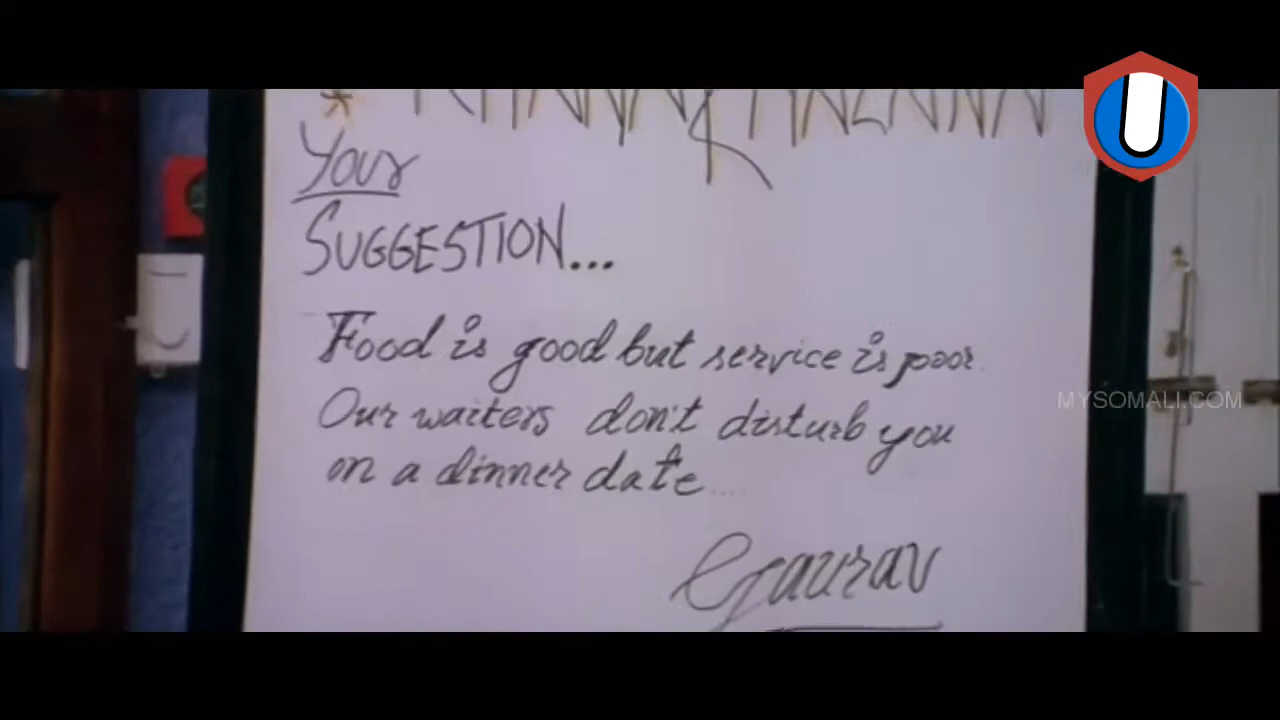 Your
SUGGESTION...
Food is good but service is poor.
Our waiters don't disturb you
on a dinner date....
Gaurav
MYSOMALI.COM
U